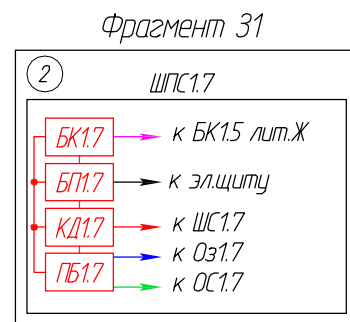 Фрагмент 31
2
ШПС1.7
БК1.7 к БК1.5 лит.Ж
БП1.7 к эл.щиту
КД1.7 к ШС1.7
к Оз1.7
ПБ1.7 к ОС1.7